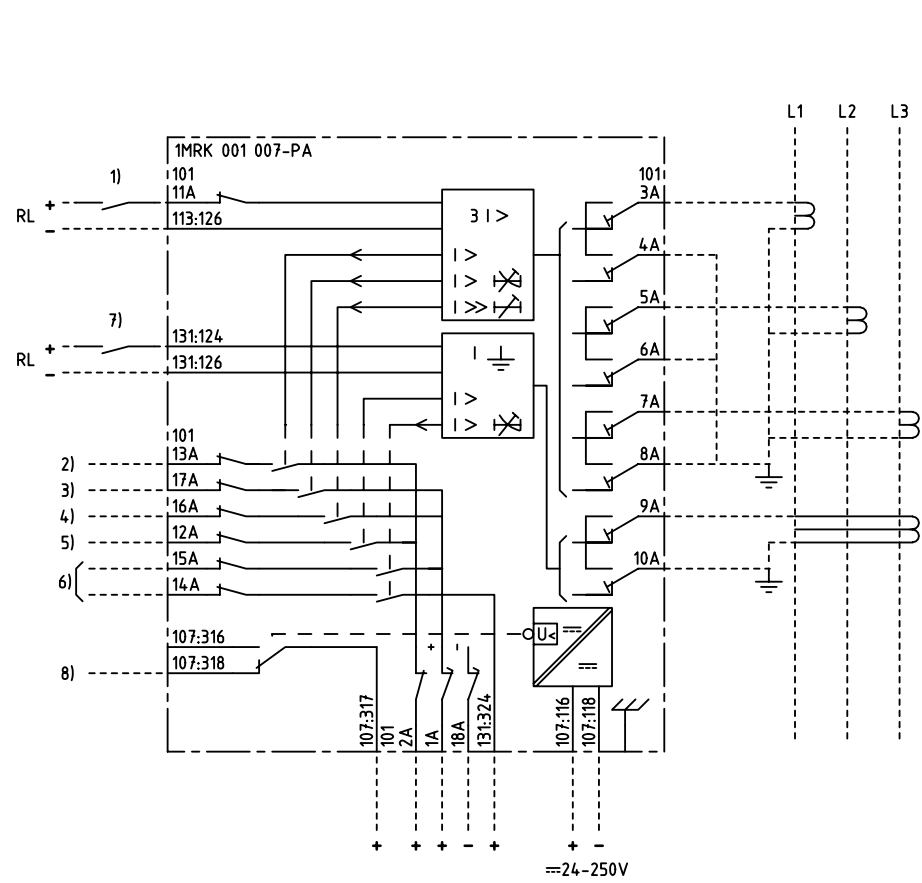 L1 L2 L3
1MRK 001 007-PA
1) 101 101
11A 3A
RL + 3 I >
- 113:126
I > 4A
I >
I >> 5A
7) 131:124
RL + I 6A
- 131:126
I > 7A
I >
101
2) 13A 8A
3) 17A
4) 16A 9A
5) 12A
6) 15A 10A
14A
107:316 U<
+ -
8) 107:318
107:317 101 2A 1A 18A 131:324 107:116 107:118
+ + + - + + -
24-250V